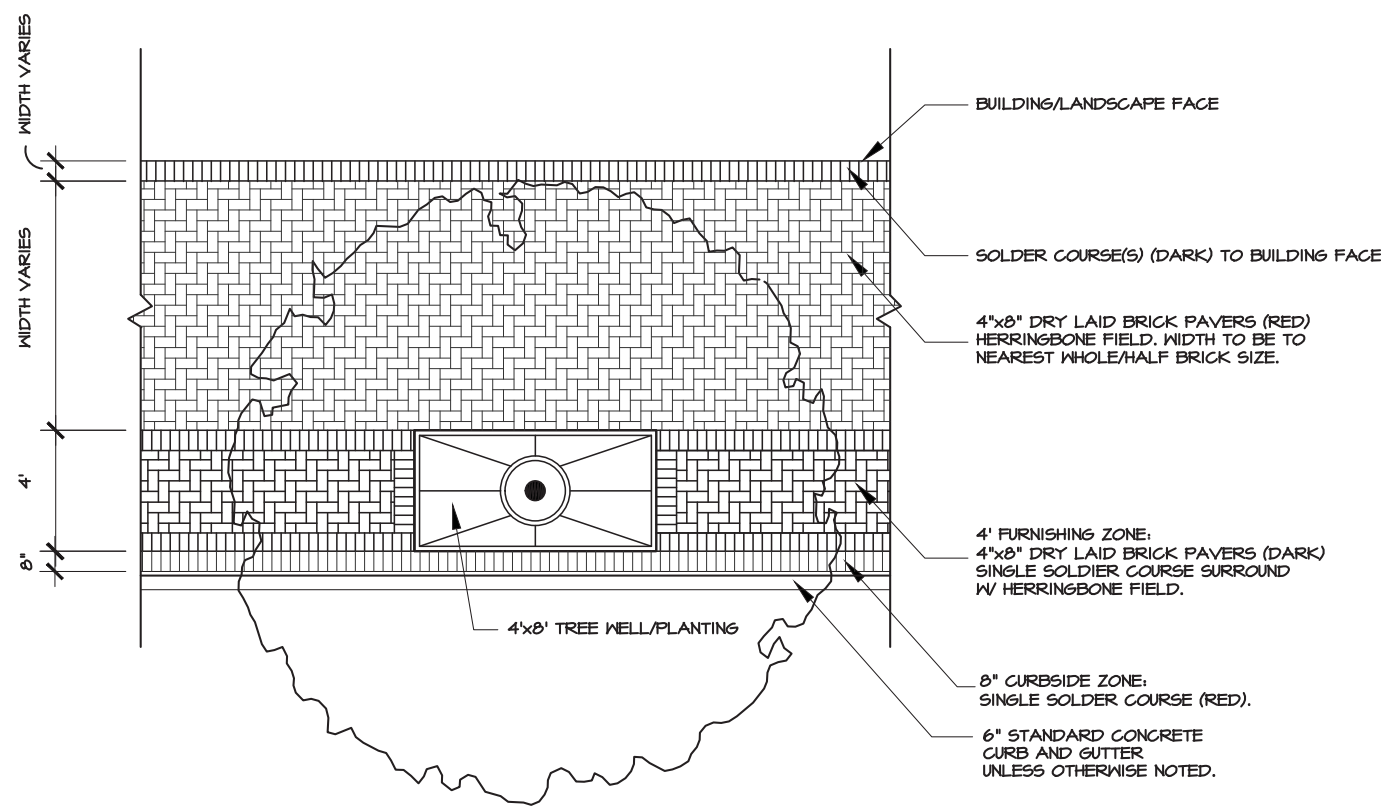 WIDTH VARIES
WIDTH VARIES
4'
8"
BUILDING/LANDSCAPE FACE
SOLDER COURSE(S) (DARK) TO BUILDING FACE
4"x8" DRY LAID BRICK PAVERS (RED)
HERRINGBONE FIELD. WIDTH TO BE TO
NEAREST WHOLE/HALF BRICK SIZE.
4' FURNISHING ZONE:
4"x8" DRY LAID BRICK PAVERS (DARK)
SINGLE SOLDIER COURSE SURROUND
W/ HERRINGBONE FIELD.
4'x8' TREE WELL/PLANTING
8" CURBSIDE ZONE:
SINGLE SOLDER COURSE (RED).
6" STANDARD CONCRETE
CURB AND GUTTER
UNLESS OTHERWISE NOTED.